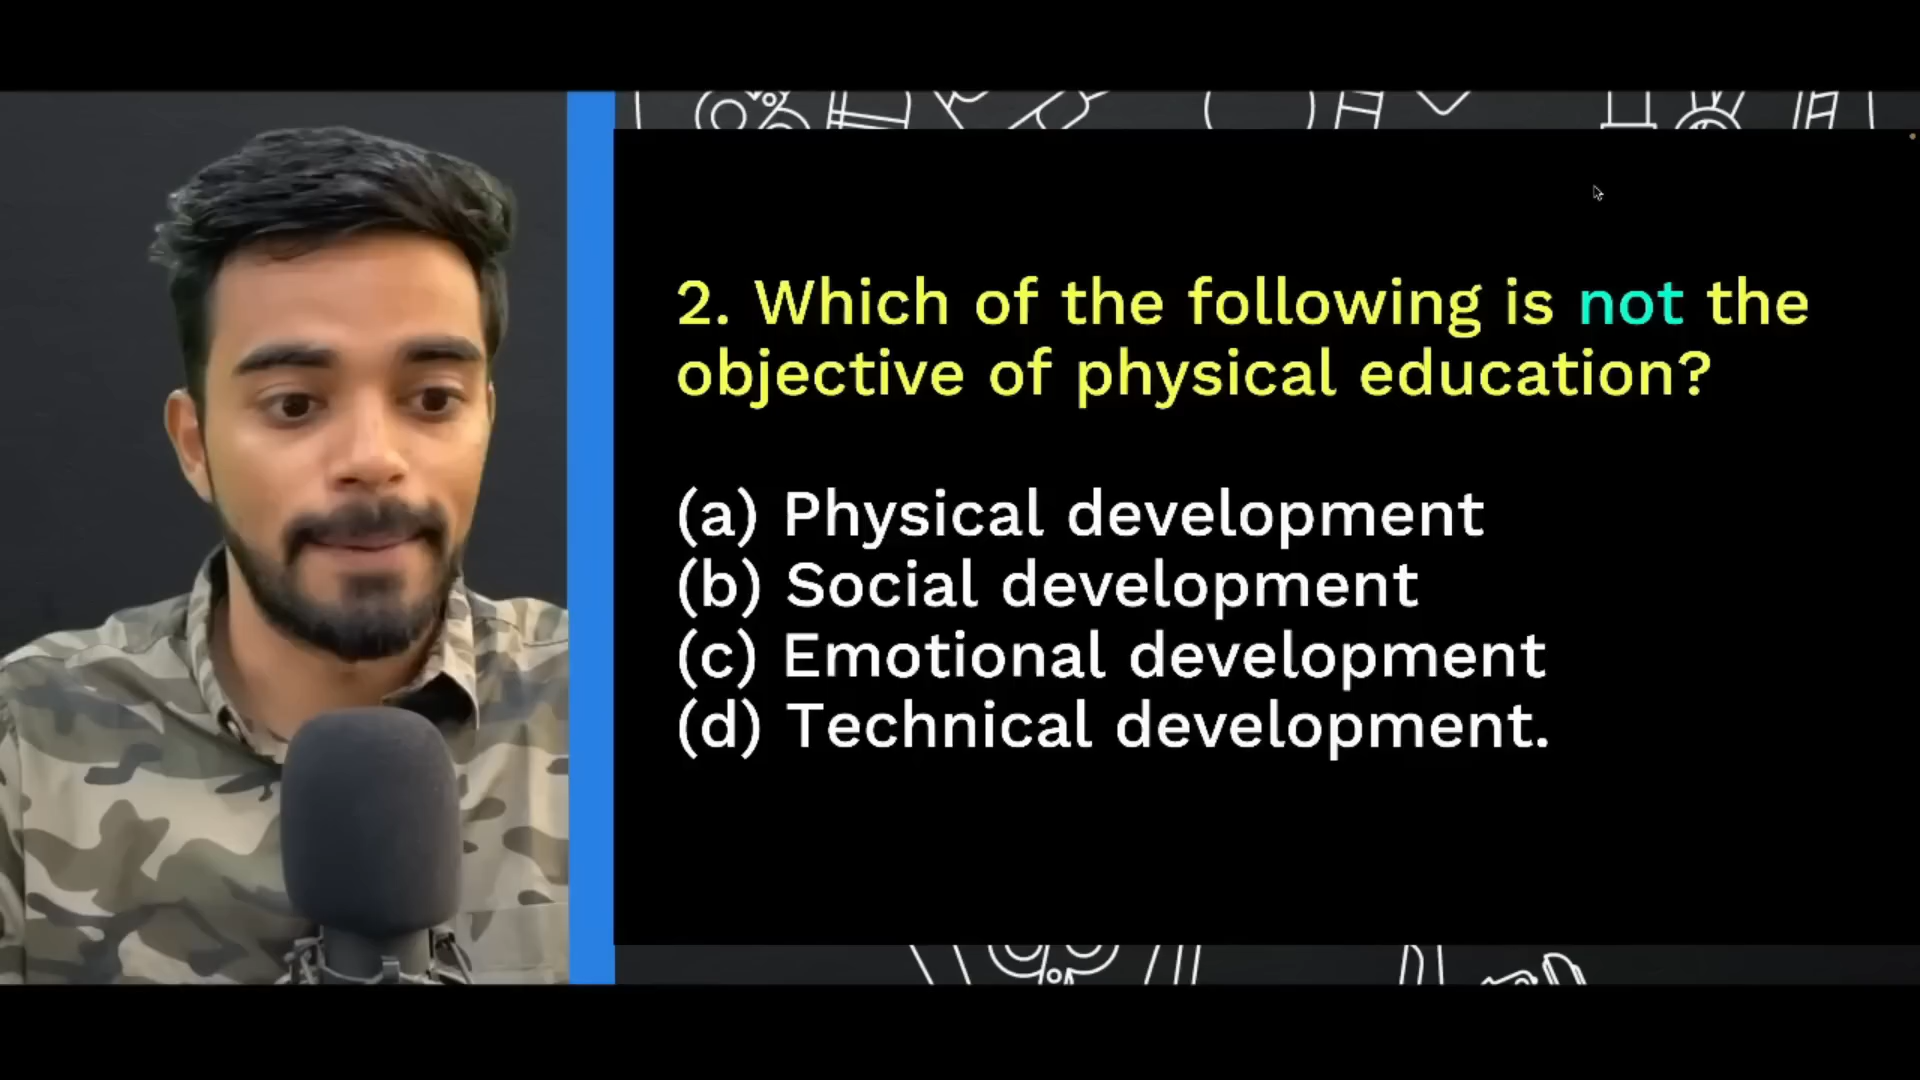 2. Which of the following is not the
objective of physical education?
(a) Physical development
(b) Social development
(c) Emotional development
(d) Technical development.